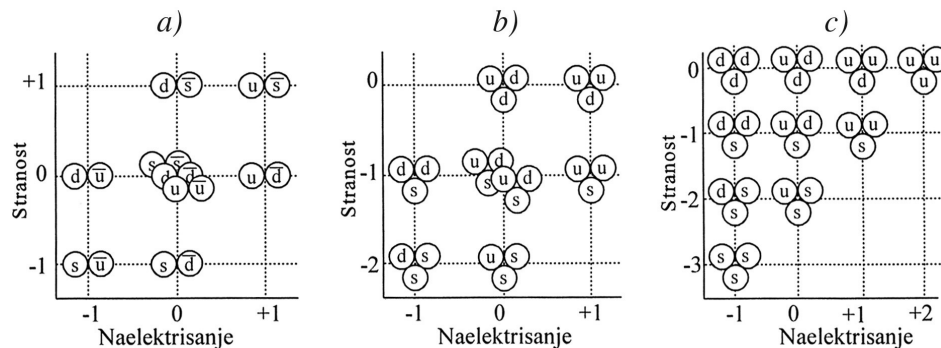 a)
+1
d s̅ u s̅
s s̅
0
d u̅ d d̅ u d̅
u u̅
-1
s u̅ s d̅
-1 0 +1
Stranost
Naelektrisanje
b)
0
u d u u
d d
u d
-1
d d u d u u
s s s
s
-2
d s u s
s s
-1 0 +1
Stranost
Naelektrisanje
c)
0
d d u d u u u u
d d d u
-1
d d u d u u
s s s
-2
d s u s
s s
-3
s s
s
-1 0 +1 +2
Stranost
Naelektrisanje